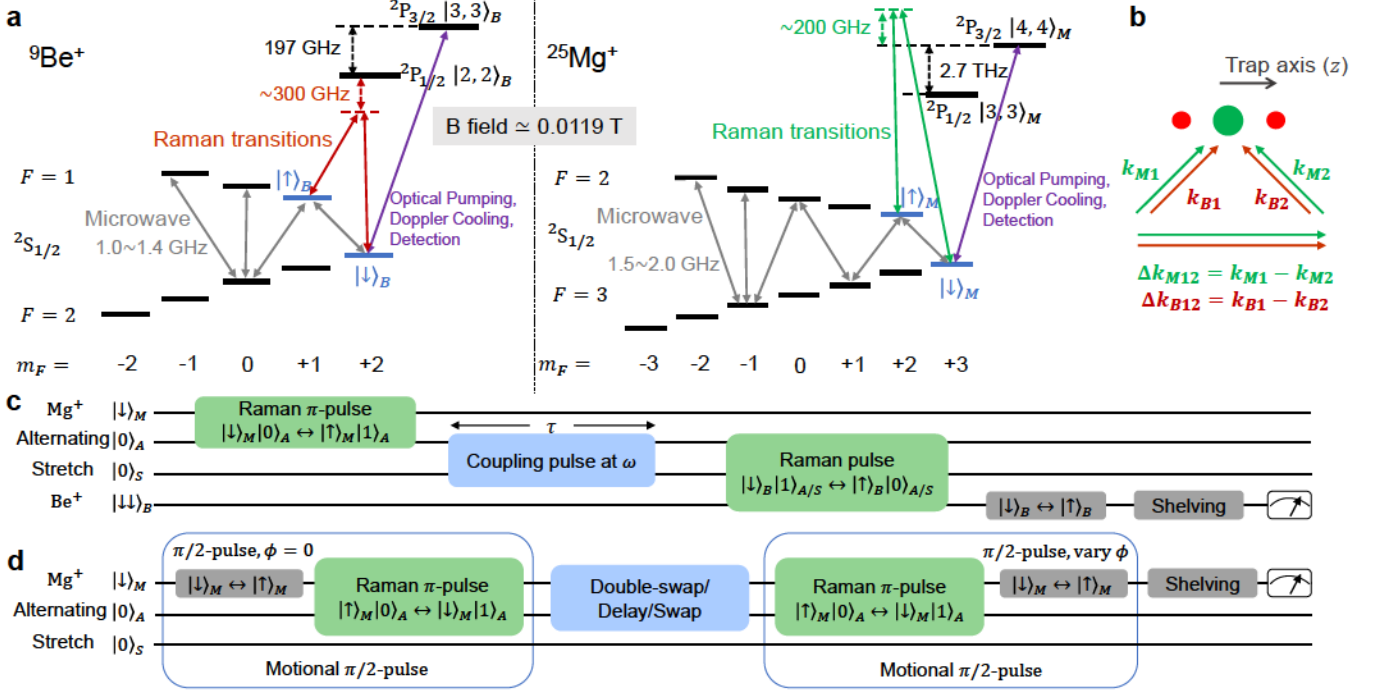 a
⁹Be⁺
²P₃/₂ |3, 3⟩_B
197 GHz
²P₁/₂ |2, 2⟩_B
~300 GHz
Raman transitions
F = 1
|↑⟩_B
Microwave
1.0~1.4 GHz
²S₁/₂
Optical Pumping,
Doppler Cooling,
Detection
|↓⟩_B
F = 2
m_F = -2 -1 0 +1 +2
B field ≃ 0.0119 T
²⁵Mg⁺
~200 GHz
²P₃/₂ |4, 4⟩_M
2.7 THz
²P₁/₂ |3, 3⟩_M
Raman transitions
F = 2
|↑⟩_M
Microwave
1.5~2.0 GHz
²S₁/₂
Optical Pumping,
Doppler Cooling,
Detection
F = 3
|↓⟩_M
m_F = -3 -2 -1 0 +1 +2 +3
b
Trap axis (z)
k_M1
k_B1
k_B2
k_M2
Δk_M12 = k_M1 − k_M2
Δk_B12 = k_B1 − k_B2
c
Mg⁺ |↓⟩_M
Alternating |0⟩_A
Stretch |0⟩_S
Be⁺ |↓↓⟩_B
Raman π-pulse
|↓⟩_M|0⟩_A ↔ |↑⟩_M|1⟩_A
τ
Coupling pulse at ω
Raman pulse
|↓⟩_B|1⟩_A/S ↔ |↑⟩_B|0⟩_A/S
|↓⟩_B ↔ |↑⟩_B
Shelving
d
Mg⁺ |↓⟩_M
Alternating |0⟩_A
Stretch |0⟩_S
π/2-pulse, ϕ = 0
|↓⟩_M ↔ |↑⟩_M
Raman π-pulse
|↑⟩_M|0⟩_A ↔ |↓⟩_M|1⟩_A
Motional π/2-pulse
Double-swap/
Delay/Swap
Raman π-pulse
|↑⟩_M|0⟩_A ↔ |↓⟩_M|1⟩_A
π/2-pulse, vary ϕ
|↓⟩_M ↔ |↑⟩_M
Motional π/2-pulse
Shelving